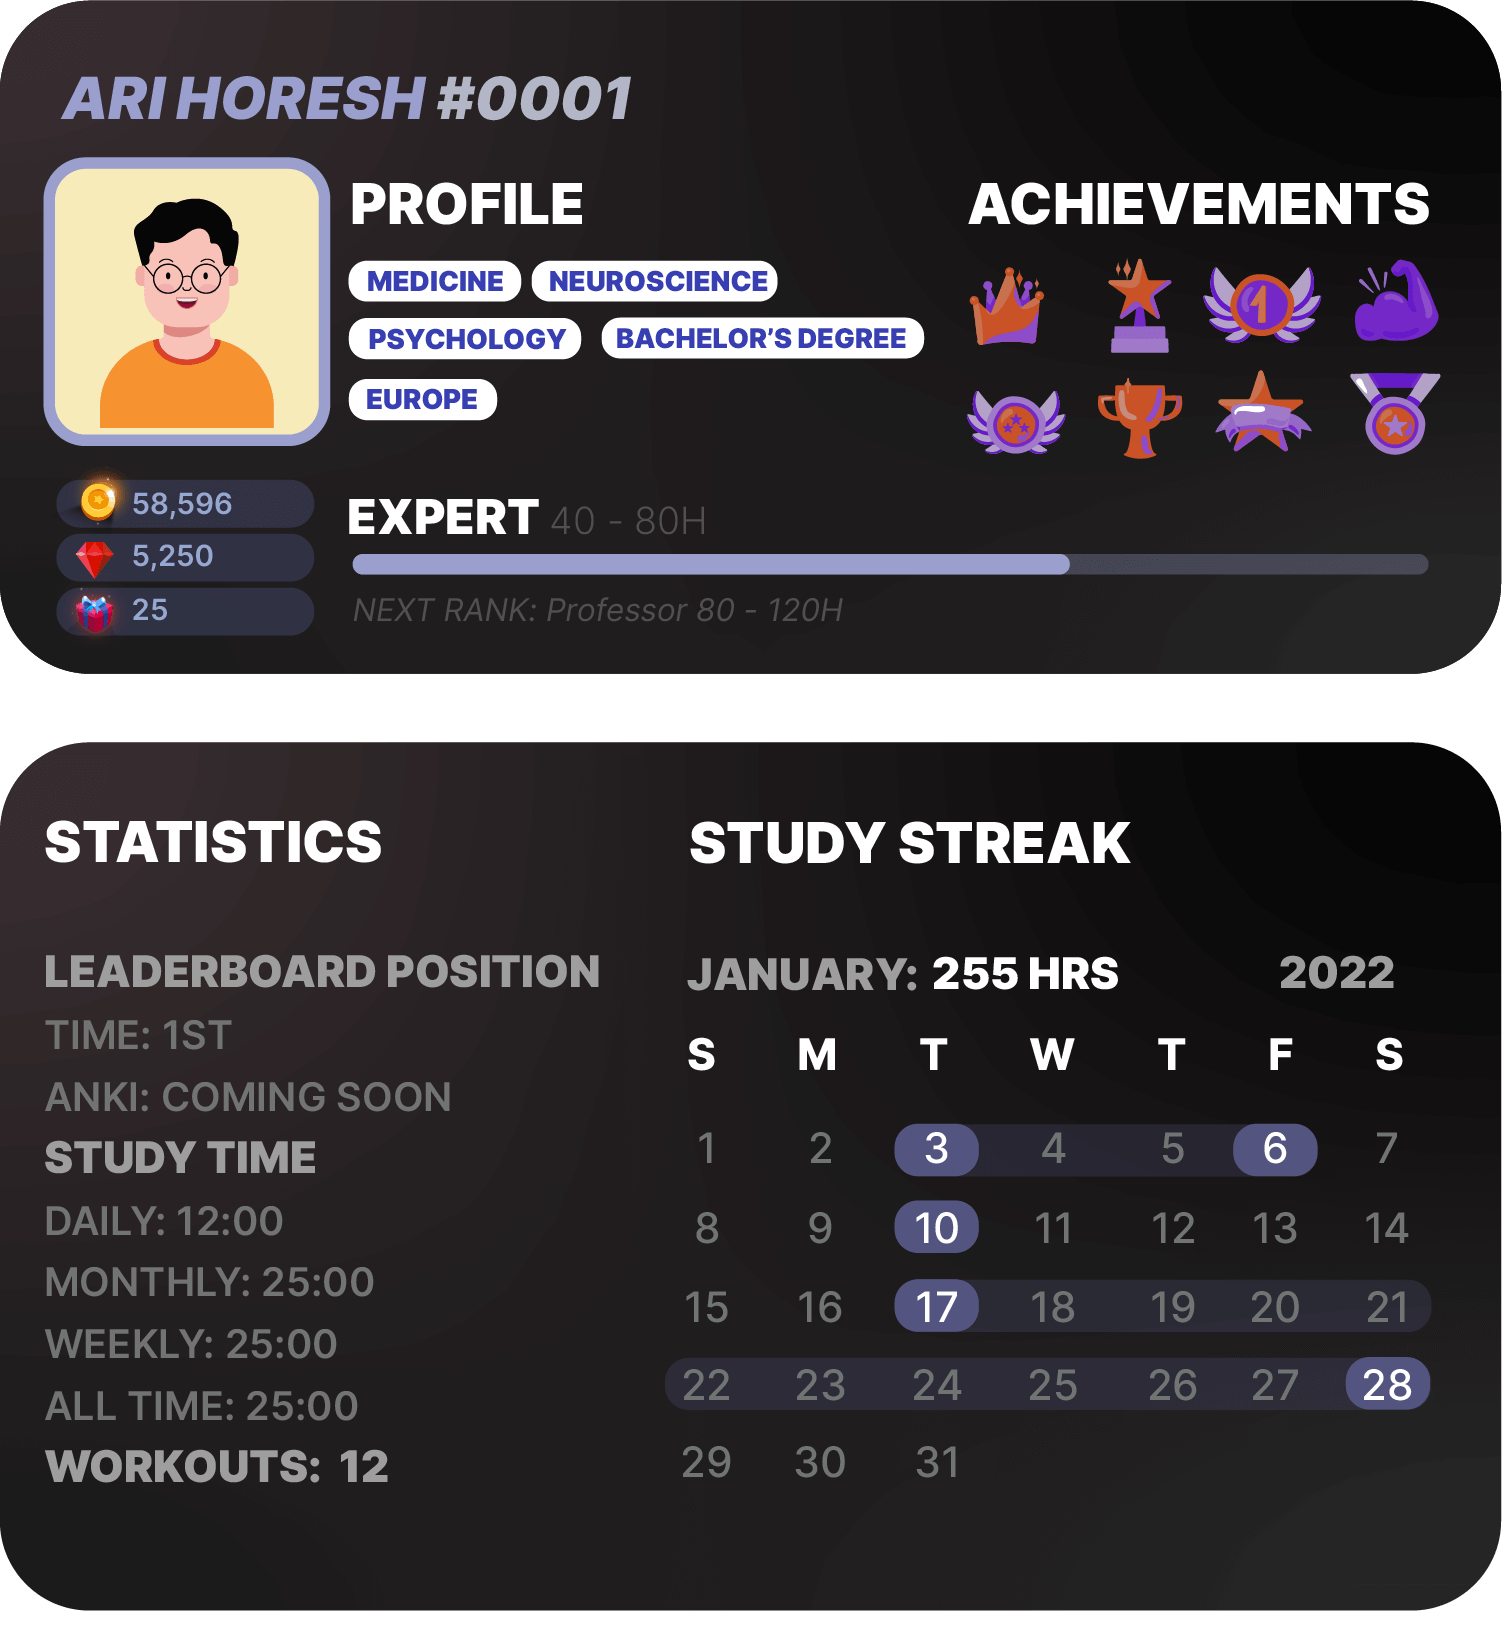 ARI HORESH #0001
PROFILE
MEDICINE NEUROSCIENCE
PSYCHOLOGY BACHELOR'S DEGREE
EUROPE
ACHIEVEMENTS
1
58,596
5,250
25
EXPERT 40 - 80H
NEXT RANK: Professor 80 - 120H
STATISTICS
LEADERBOARD POSITION
TIME: 1ST
ANKI: COMING SOON
STUDY TIME
DAILY: 12:00
MONTHLY: 25:00
WEEKLY: 25:00
ALL TIME: 25:00
WORKOUTS: 12
STUDY STREAK
JANUARY: 255 HRS 2022
S M T W T F S
1 2 3 4 5 6 7
8 9 10 11 12 13 14
15 16 17 18 19 20 21
22 23 24 25 26 27 28
29 30 31